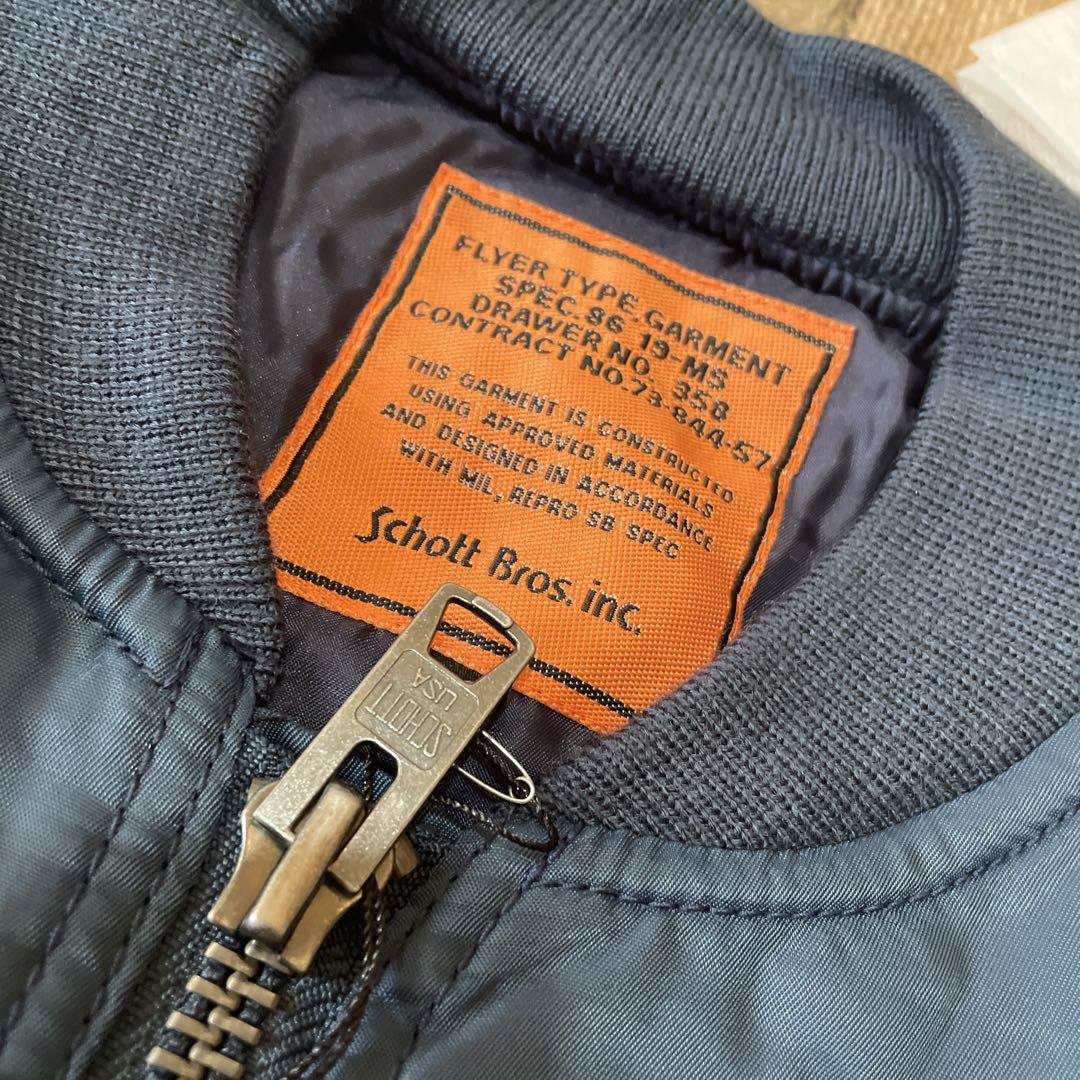 FLYER TYPE, GARMENT
SPEC. 86-19-MS
DRAWER NO. 358
CONTRACT NO.73-844-57
THIS GARMENT IS CONSTRUCTED
USING APPROVED MATERIALS
AND DESIGNED IN ACCORDANCE
WITH MIL, REPRO SB SPEC
Schott Bros. inc.
SCHOTT
USA